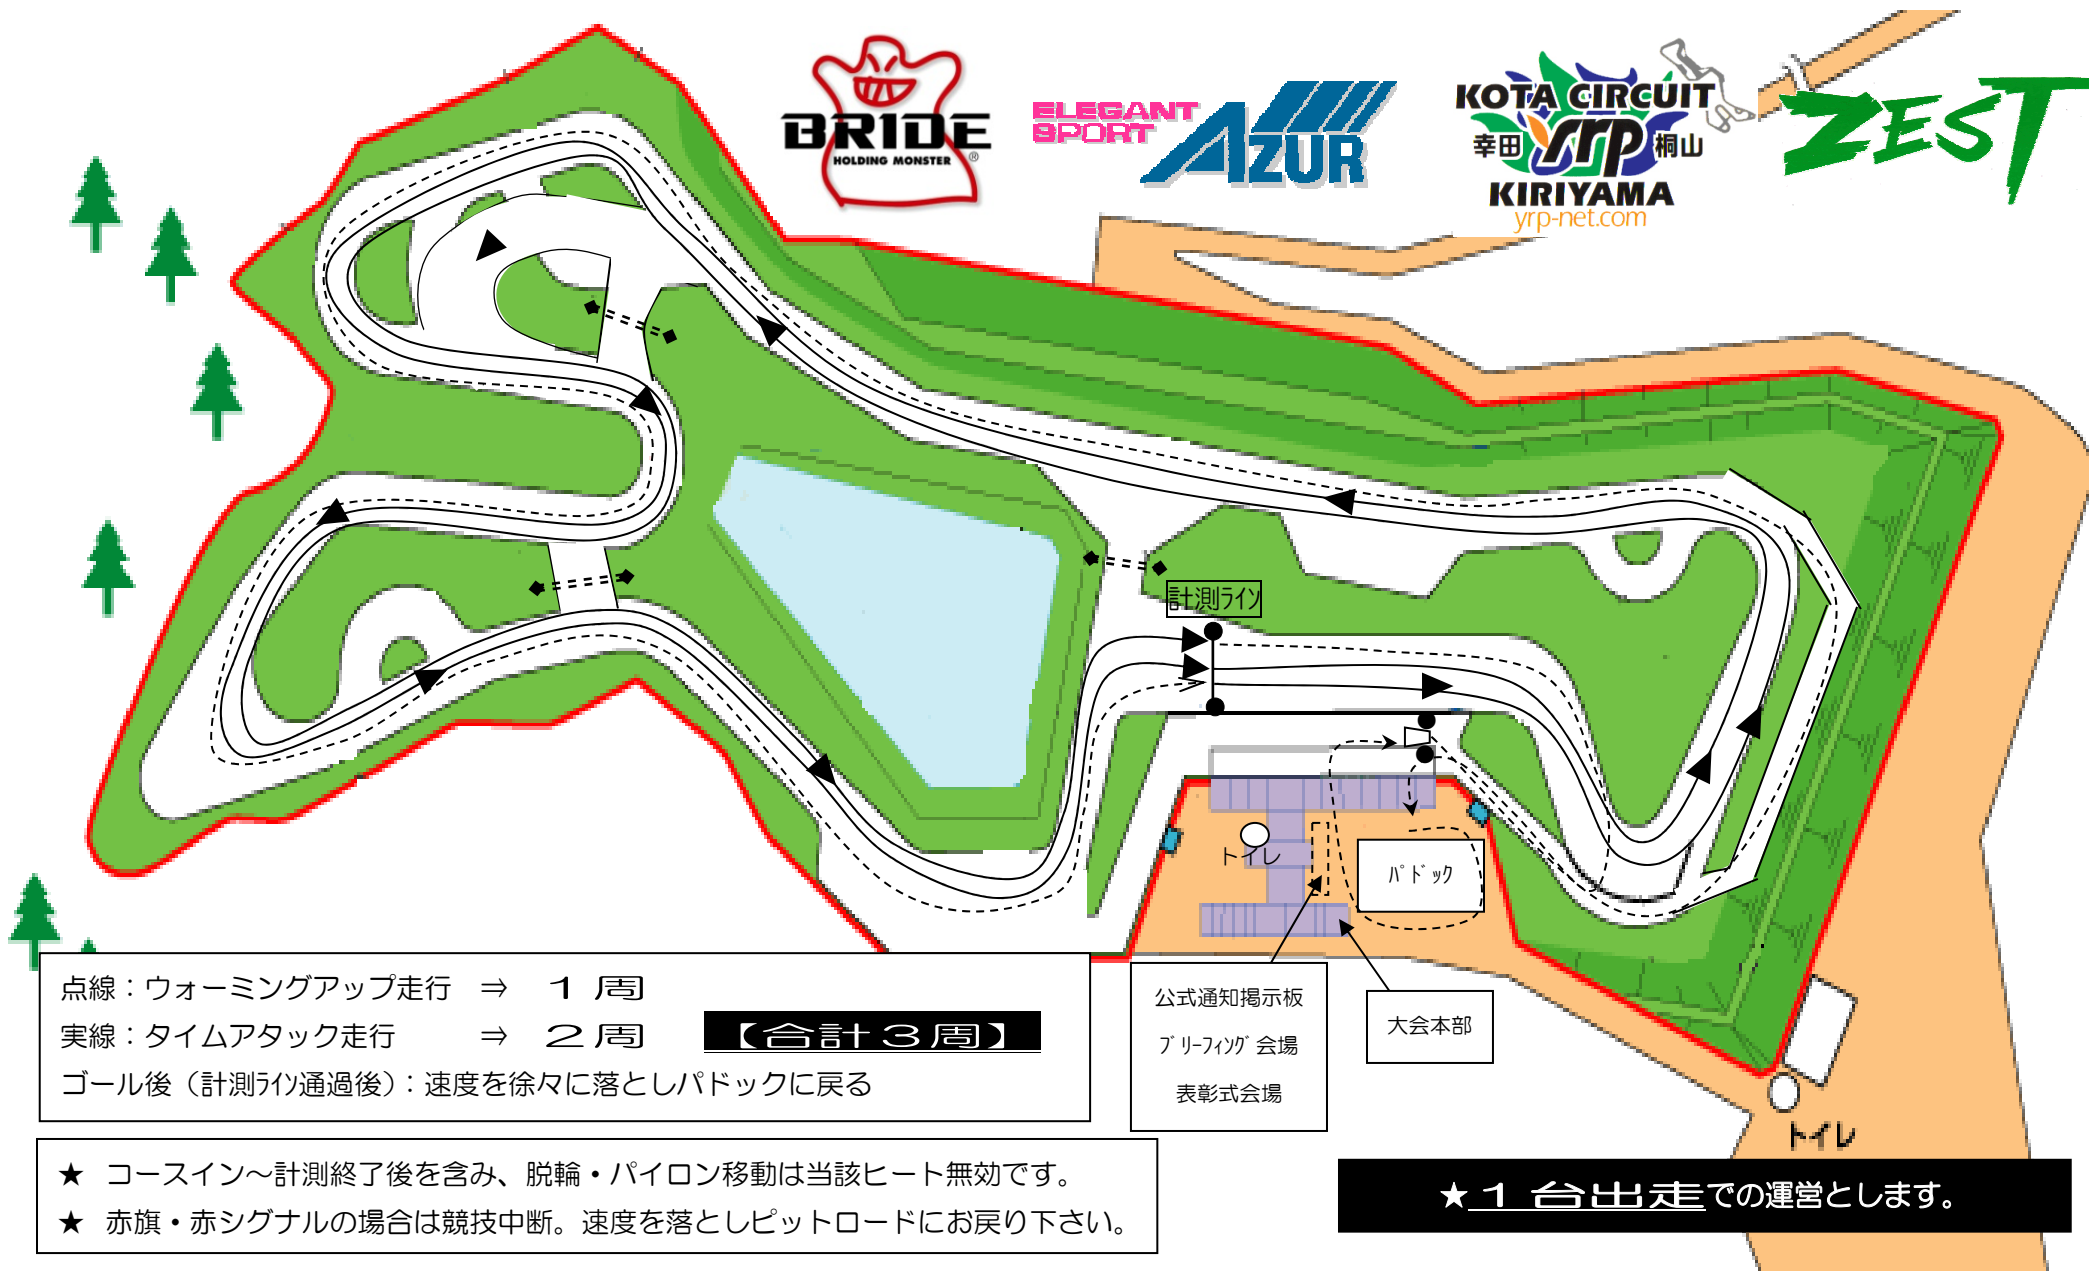 BRIDE
HOLDING MONSTER
®
ELEGANT
SPORT
AZUR
KOTA CIRCUIT
幸田 yrp 桐山
KIRIYAMA
yrp-net.com
ZEST
計測ﾗｲﾝ
トイレ
ﾊﾟﾄﾞｯｸ
点線：ウォーミングアップ走行 ⇒ １周
実線：タイムアタック走行 ⇒ ２周 【合計３周】
ゴール後（計測ﾗｲﾝ通過後）：速度を徐々に落としパドックに戻る
公式通知掲示板
ﾌﾞﾘｰﾌｨﾝｸﾞ会場
表彰式会場
大会本部
トイレ
★ コースイン～計測終了後を含み、脱輪・パイロン移動は当該ヒート無効です。
★ 赤旗・赤シグナルの場合は競技中断。速度を落としピットロードにお戻り下さい。
★１台出走での運営とします。